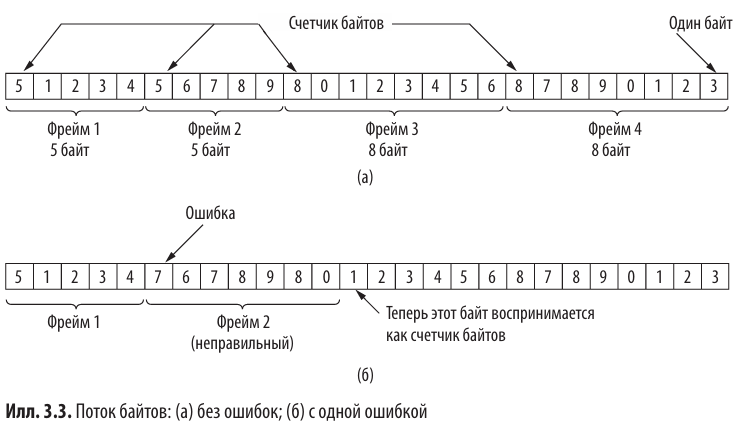 Счетчик байтов
Один байт
5 1 2 3 4 5 6 7 8 9 8 0 1 2 3 4 5 6 8 7 8 9 0 1 2 3
Фрейм 1 Фрейм 2 Фрейм 3 Фрейм 4
5 байт 5 байт 8 байт 8 байт
(а)
Ошибка
5 1 2 3 4 7 6 7 8 9 8 0 1 2 3 4 5 6 8 7 8 9 0 1 2 3
Фрейм 1
Фрейм 2
(неправильный)
Теперь этот байт воспринимается
как счетчик байтов
(б)
Илл. 3.3. Поток байтов: (а) без ошибок; (б) с одной ошибкой